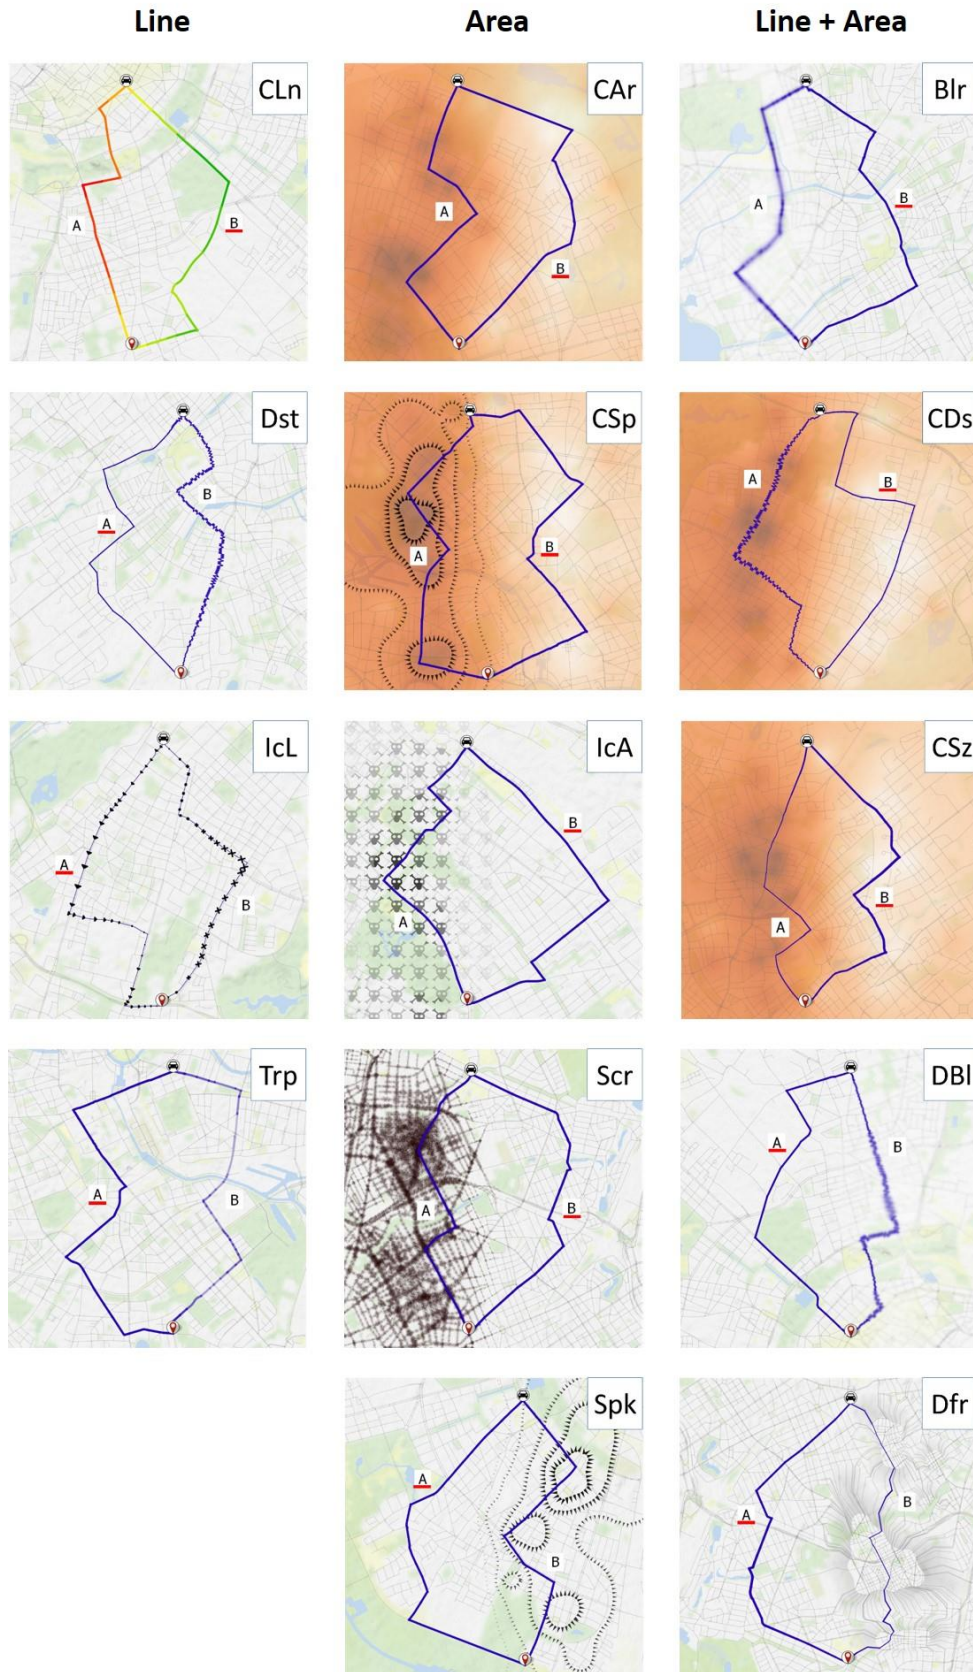 Line Area Line + Area
CLn CAr Blr
A B A B A B
Dst CSp CDs
A B A B A B
IcL IcA CSz
A B A B A B
Trp Scr DBl
A B A B A B
Spk Dfr
A B A B